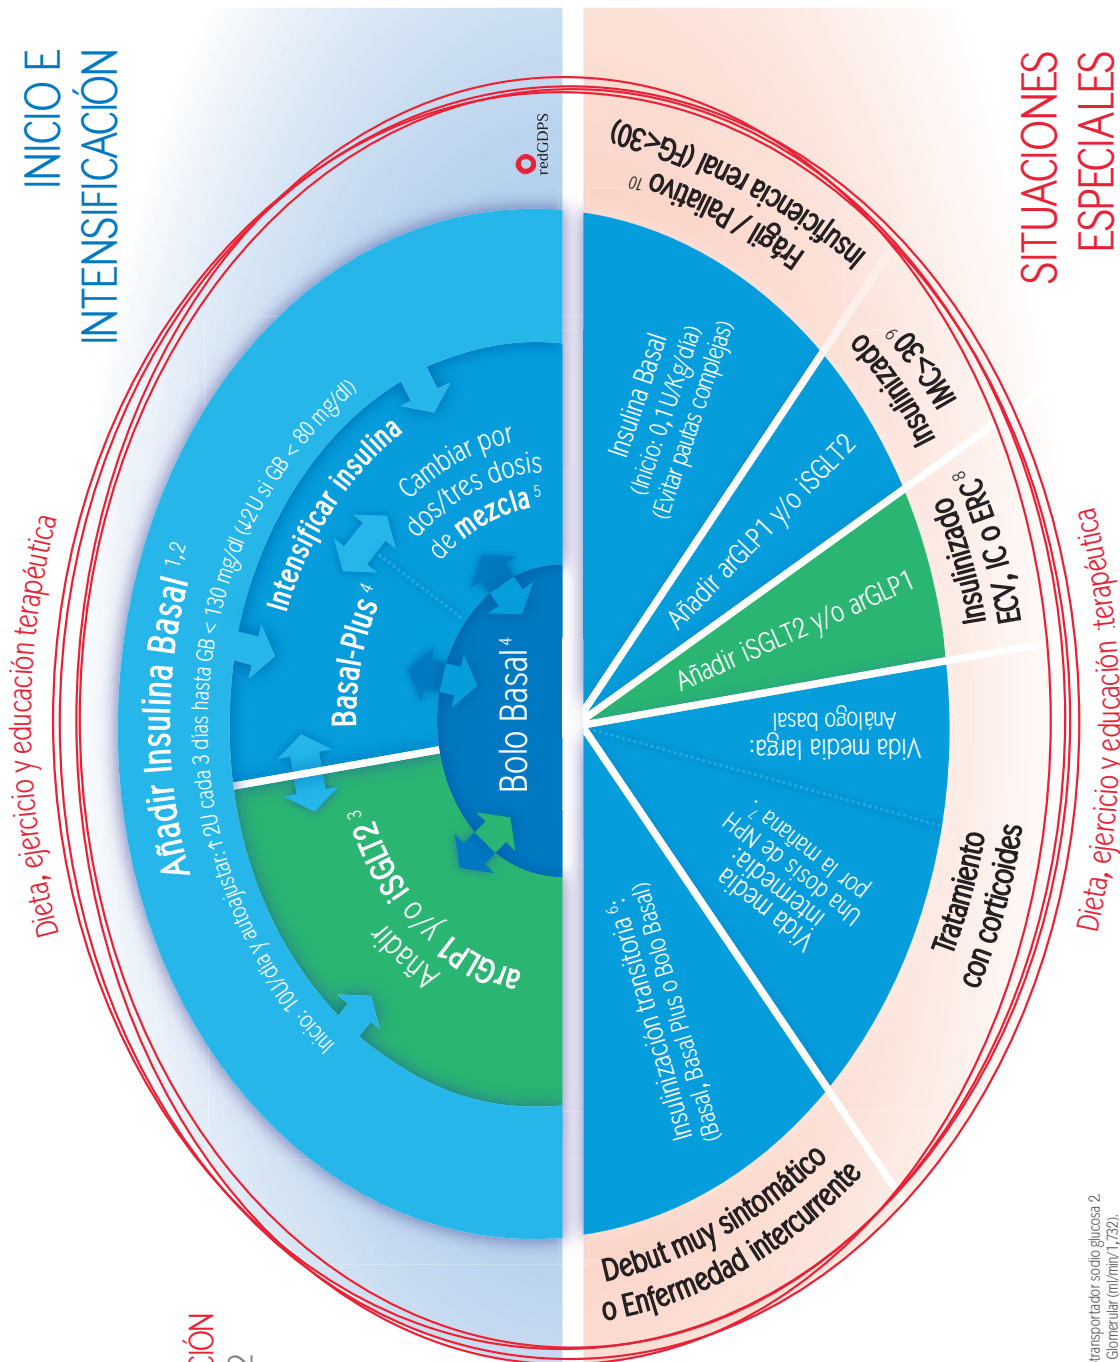 INICIO E
INTENSIFICACIÓN
Dieta, ejercicio y educación terapéutica
redGDPS
Añadir Insulina Basal 1,2
Inicio: 10U/día y autoajustar: ↑2U cada 3 días hasta GB < 130 mg/dl (↓2U si GB < 80 mg/dl)
Añadir
arGLP1 y/o iSGLT2 3
Intensificar insulina
Basal-Plus 4
Cambiar por
dos/tres dosis
de mezcla 5
Bolo Basal 4
SITUACIONES
ESPECIALES
Debut muy sintomático
o Enfermedad intercurrente
Insulinización transitoria 6:
(Basal, Basal Plus o Bolo Basal)
Tratamiento
con corticoides
Vida media
intermedia:
Una dosis de NPH
por la mañana 7
Vida media larga:
Análogo basal
Insulinizado
ECV, IC o ERC 8
Añadir iSGLT2 y/o arGLP1
Insulinizado
IMC>30 9
Añadir arGLP1 y/o iSGLT2
Frágil / Paliativo 10
Insuficiencia renal (FG<30)
Insulina Basal
(Inicio: 0,1U/Kg/día)
(Evitar pautas complejas)
Dieta, ejercicio y educación terapéutica
CIÓN
2
transportador sodio glucosa 2.
Glomerular (ml/min/1,732).